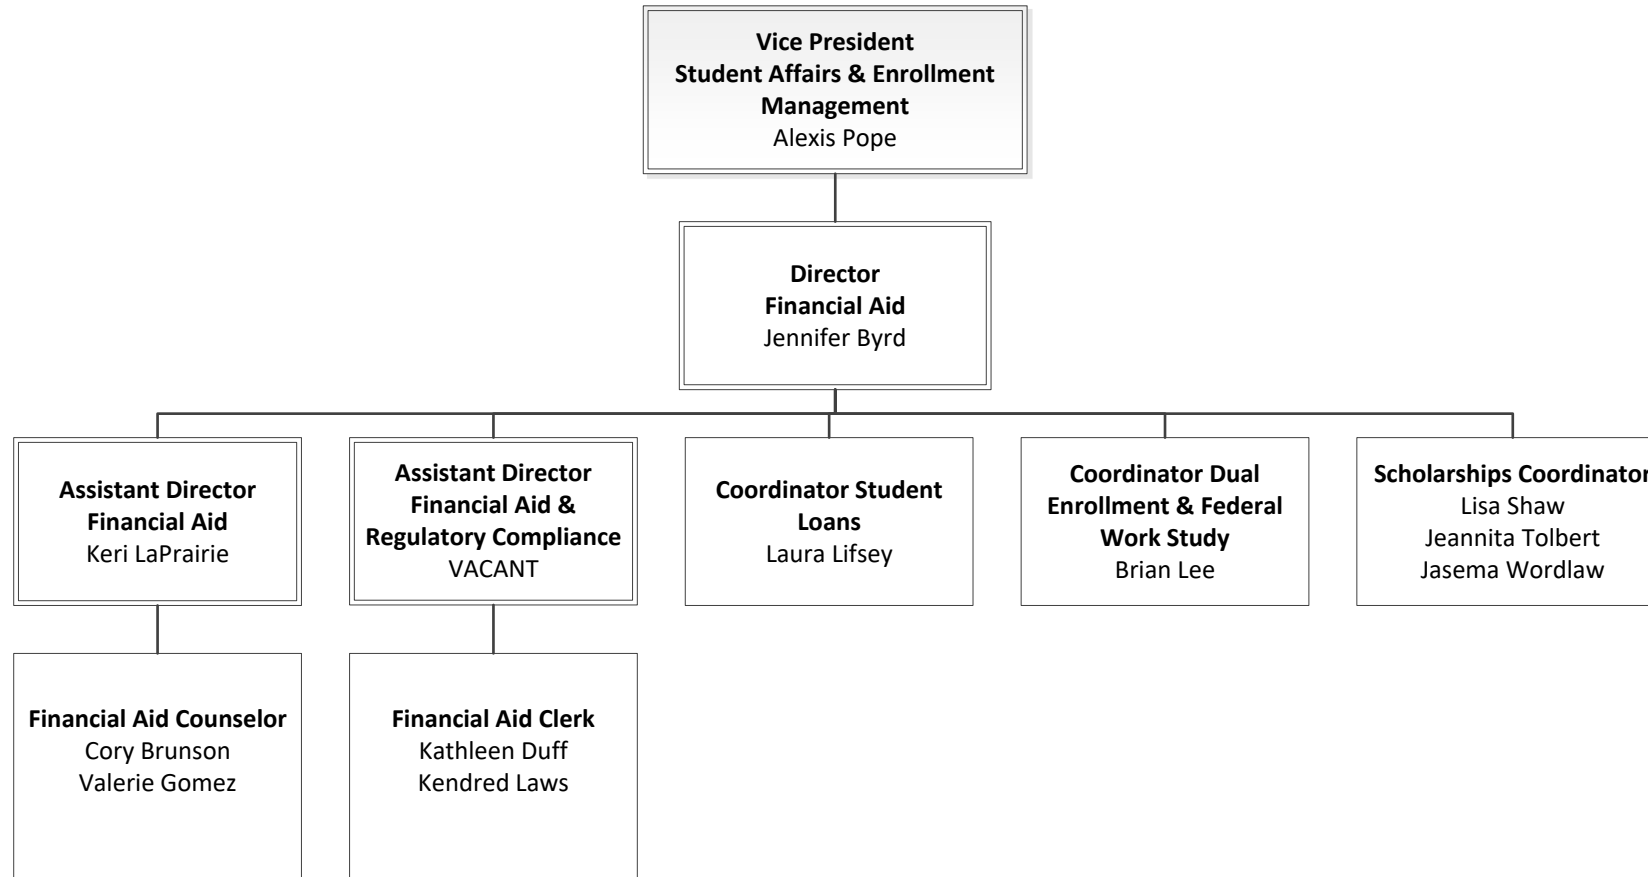 Vice President
Student Affairs & Enrollment
Management
Alexis Pope
Director
Financial Aid
Jennifer Byrd
Assistant Director
Financial Aid
Keri LaPrairie
Assistant Director
Financial Aid &
Regulatory Compliance
VACANT
Coordinator Student
Loans
Laura Lifsey
Coordinator Dual
Enrollment & Federal
Work Study
Brian Lee
Scholarships Coordinator
Lisa Shaw
Jeannita Tolbert
Jasema Wordlaw
Financial Aid Counselor
Cory Brunson
Valerie Gomez
Financial Aid Clerk
Kathleen Duff
Kendred Laws